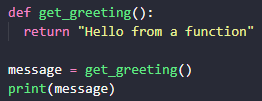 def get_greeting():
  return "Hello from a function"

message = get_greeting()
print(message)